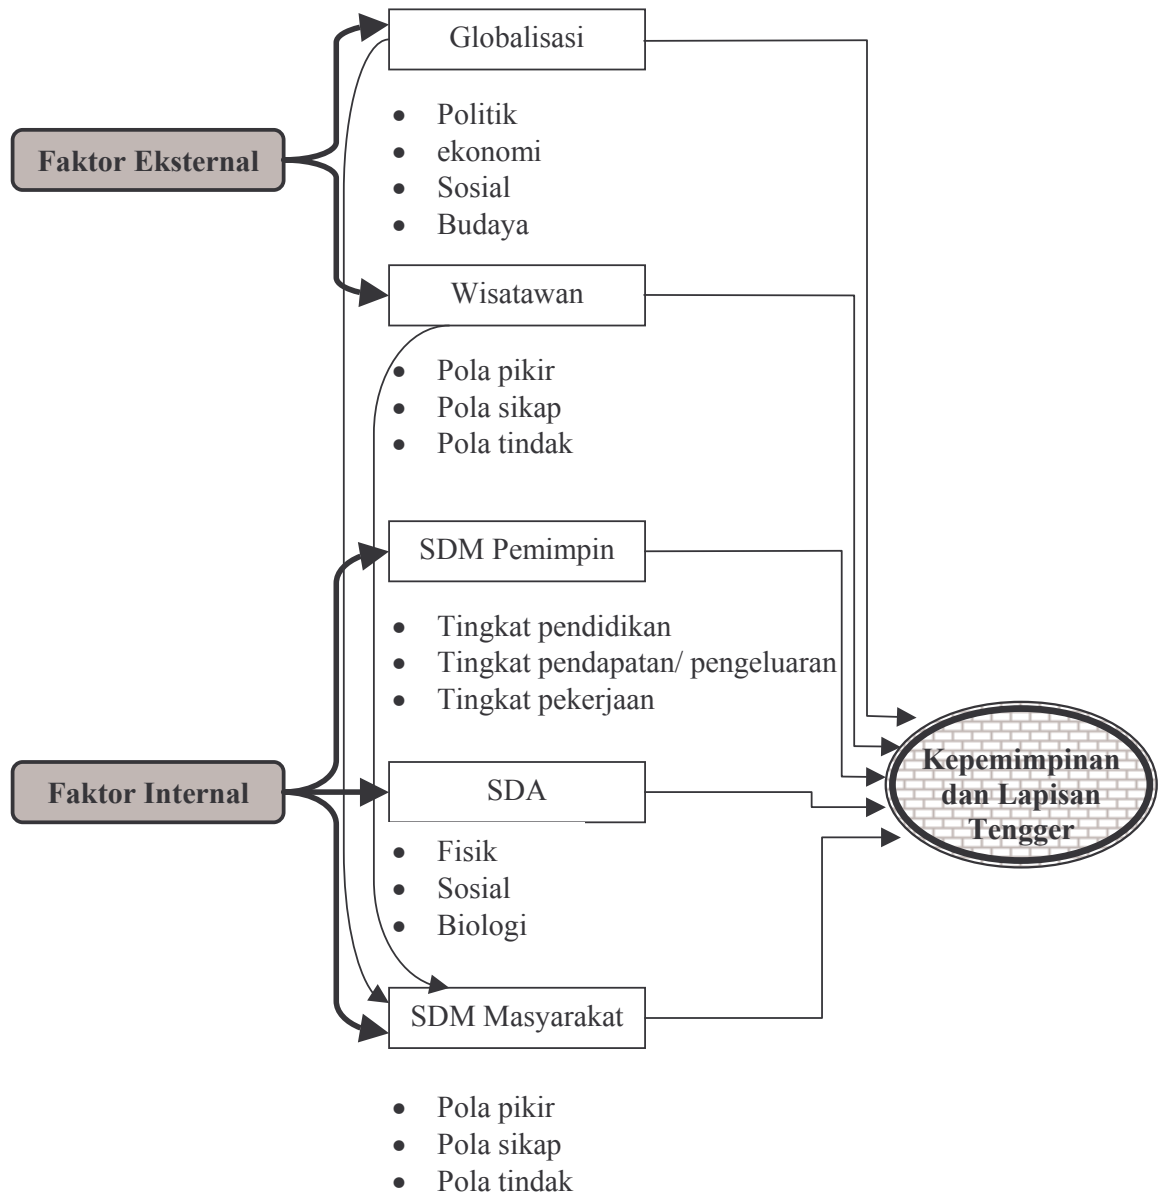 Globalisasi
• Politik
• ekonomi
• Sosial
• Budaya
Faktor Eksternal
Wisatawan
• Pola pikir
• Pola sikap
• Pola tindak
SDM Pemimpin
• Tingkat pendidikan
• Tingkat pendapatan/ pengeluaran
• Tingkat pekerjaan
Faktor Internal
SDA
• Fisik
• Sosial
• Biologi
SDM Masyarakat
• Pola pikir
• Pola sikap
• Pola tindak
Kepemimpinan
dan Lapisan
Tengger